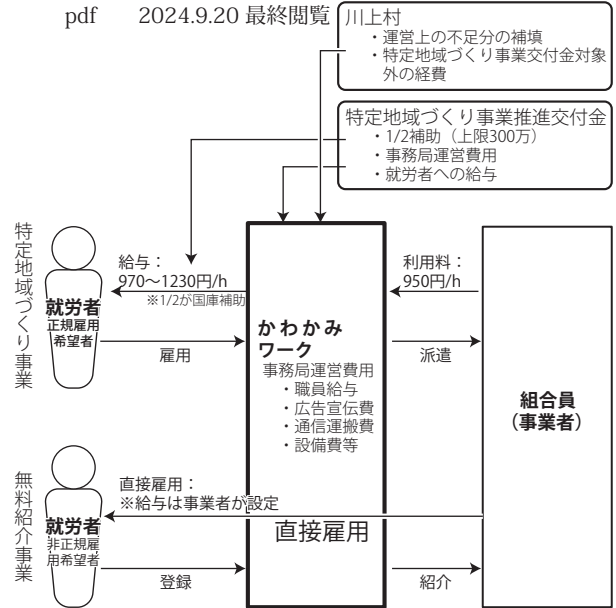 pdf 2024.9.20 最終閲覧
川上村
・運営上の不足分の補填
・特定地域づくり事業交付金対象
外の経費
特定地域づくり事業推進交付金
・1/2補助（上限300万）
・事務局運営費用
・就労者への給与
特定地域づくり事業
就労者
正規雇用
希望者
給与：
970〜1230円/h
※1/2が国庫補助
雇用
かわかみ
ワーク
事務局運営費用
・職員給与
・広告宣伝費
・通信運搬費
・設備費等
利用料：
950円/h
派遣
組合員
（事業者）
無料紹介事業
就労者
非正規雇
用希望者
直接雇用：
※給与は事業者が設定
直接雇用
登録
紹介